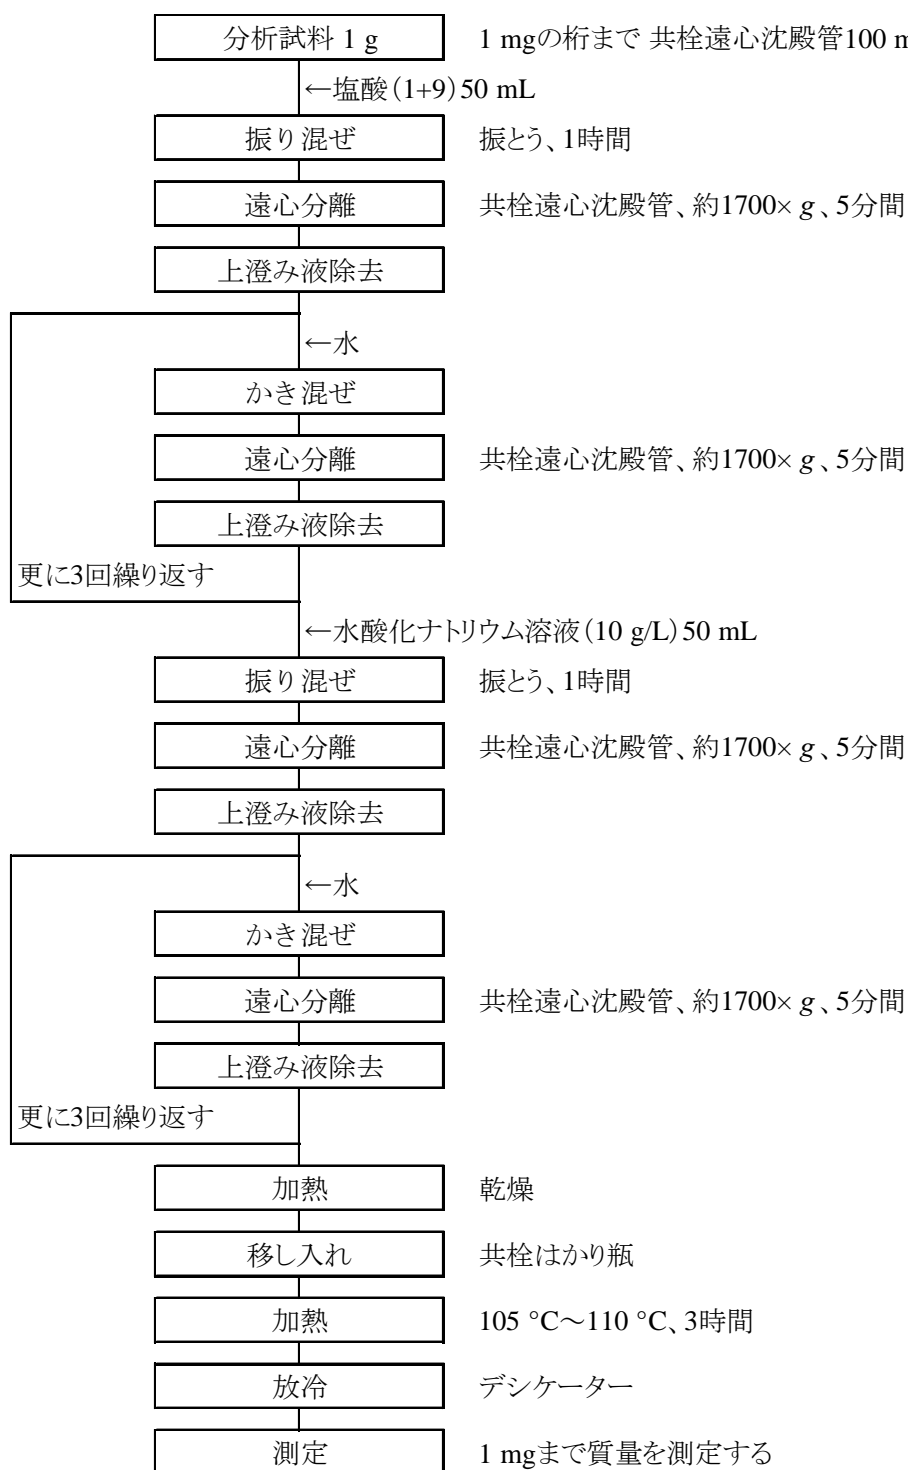 分析試料 1 g 1 mgの桁まで 共栓遠心沈殿管100 m
←塩酸（1+9）50 mL
振り混ぜ 振とう、1時間
遠心分離 共栓遠心沈殿管、約1700× g 、5分間
上澄み液除去
←水
かき混ぜ
遠心分離 共栓遠心沈殿管、約1700× g 、5分間
上澄み液除去
更に3回繰り返す
←水酸化ナトリウム溶液（10 g/L）50 mL
振り混ぜ 振とう、1時間
遠心分離 共栓遠心沈殿管、約1700× g 、5分間
上澄み液除去
←水
かき混ぜ
遠心分離 共栓遠心沈殿管、約1700× g 、5分間
上澄み液除去
更に3回繰り返す
加熱 乾燥
移し入れ 共栓はかり瓶
加熱 105 °C～110 °C、3時間
放冷 デシケーター
測定 1 mgまで質量を測定する